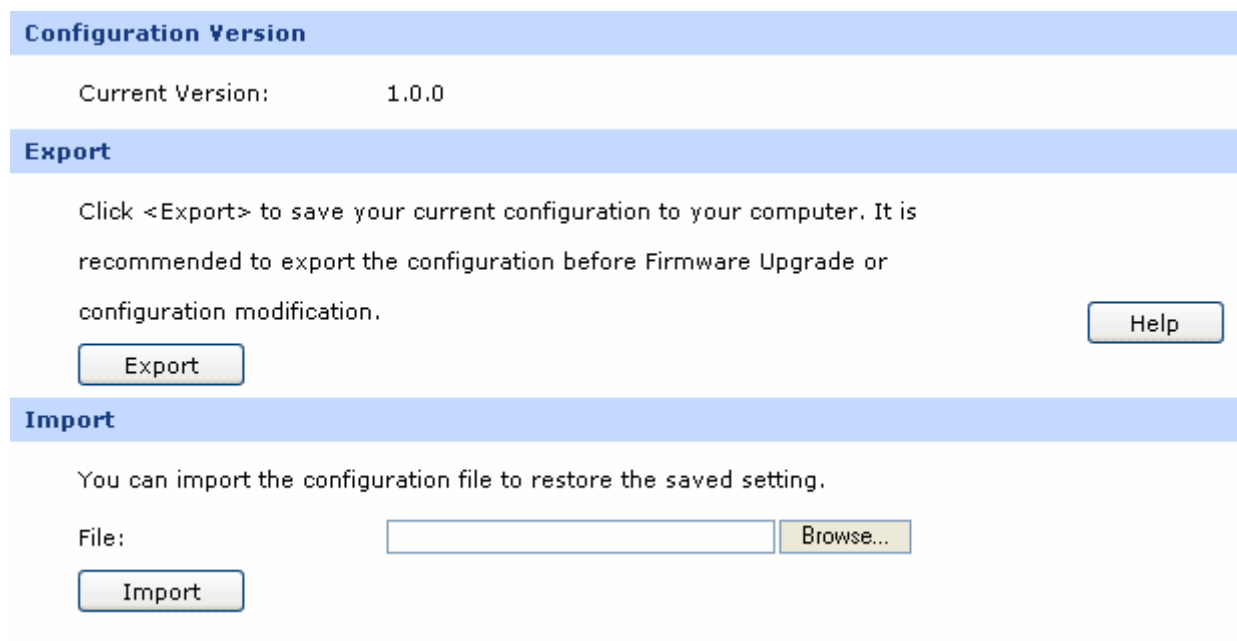 Configuration Version
Current Version: 1.0.0
Export
Click <Export> to save your current configuration to your computer. It is
recommended to export the configuration before Firmware Upgrade or
configuration modification.
Help
Export
Import
You can import the configuration file to restore the saved setting.
File: Browse...
Import